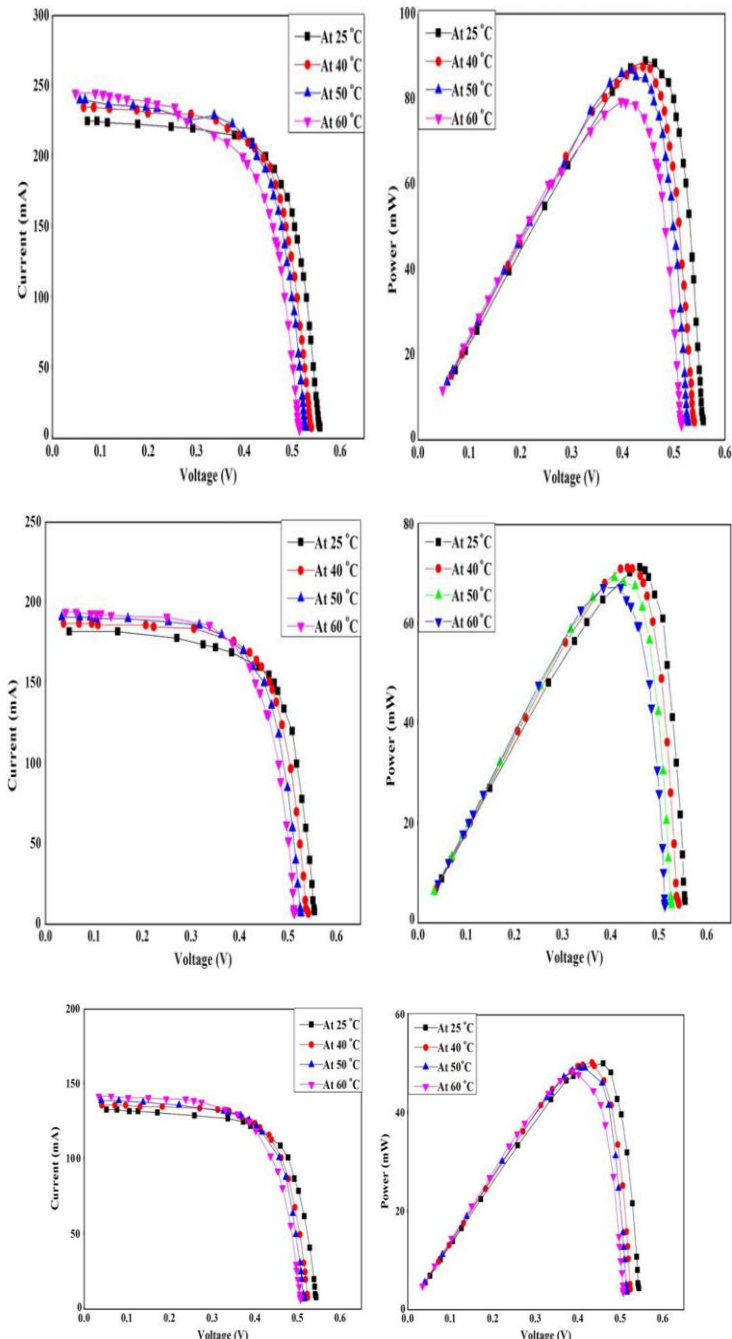 300
250
200
150
100
50
0
0.0 0.1 0.2 0.3 0.4 0.5 0.6
Voltage (V)
Current (mA)
At 25 °C
At 40 °C
At 50 °C
At 60 °C
100
80
60
40
20
0
0.0 0.1 0.2 0.3 0.4 0.5 0.6
Voltage (V)
Power (mW)
At 25 °C
At 40 °C
At 50 °C
At 60 °C
250
200
150
100
50
0
0.0 0.1 0.2 0.3 0.4 0.5 0.6
Voltage (V)
Current (mA)
At 25 °C
At 40 °C
At 50 °C
At 60 °C
80
60
40
20
0
0.0 0.1 0.2 0.3 0.4 0.5 0.6
Voltage (V)
Power (mW)
At 25 °C
At 40 °C
At 50 °C
At 60 °C
200
150
100
50
0
0.0 0.1 0.2 0.3 0.4 0.5 0.6
Voltage (V)
Current (mA)
At 25 °C
At 40 °C
At 50 °C
At 60 °C
60
40
20
0
0.0 0.1 0.2 0.3 0.4 0.5 0.6
Voltage (V)
Power (mW)
At 25 °C
At 40 °C
At 50°C
At 60 °C